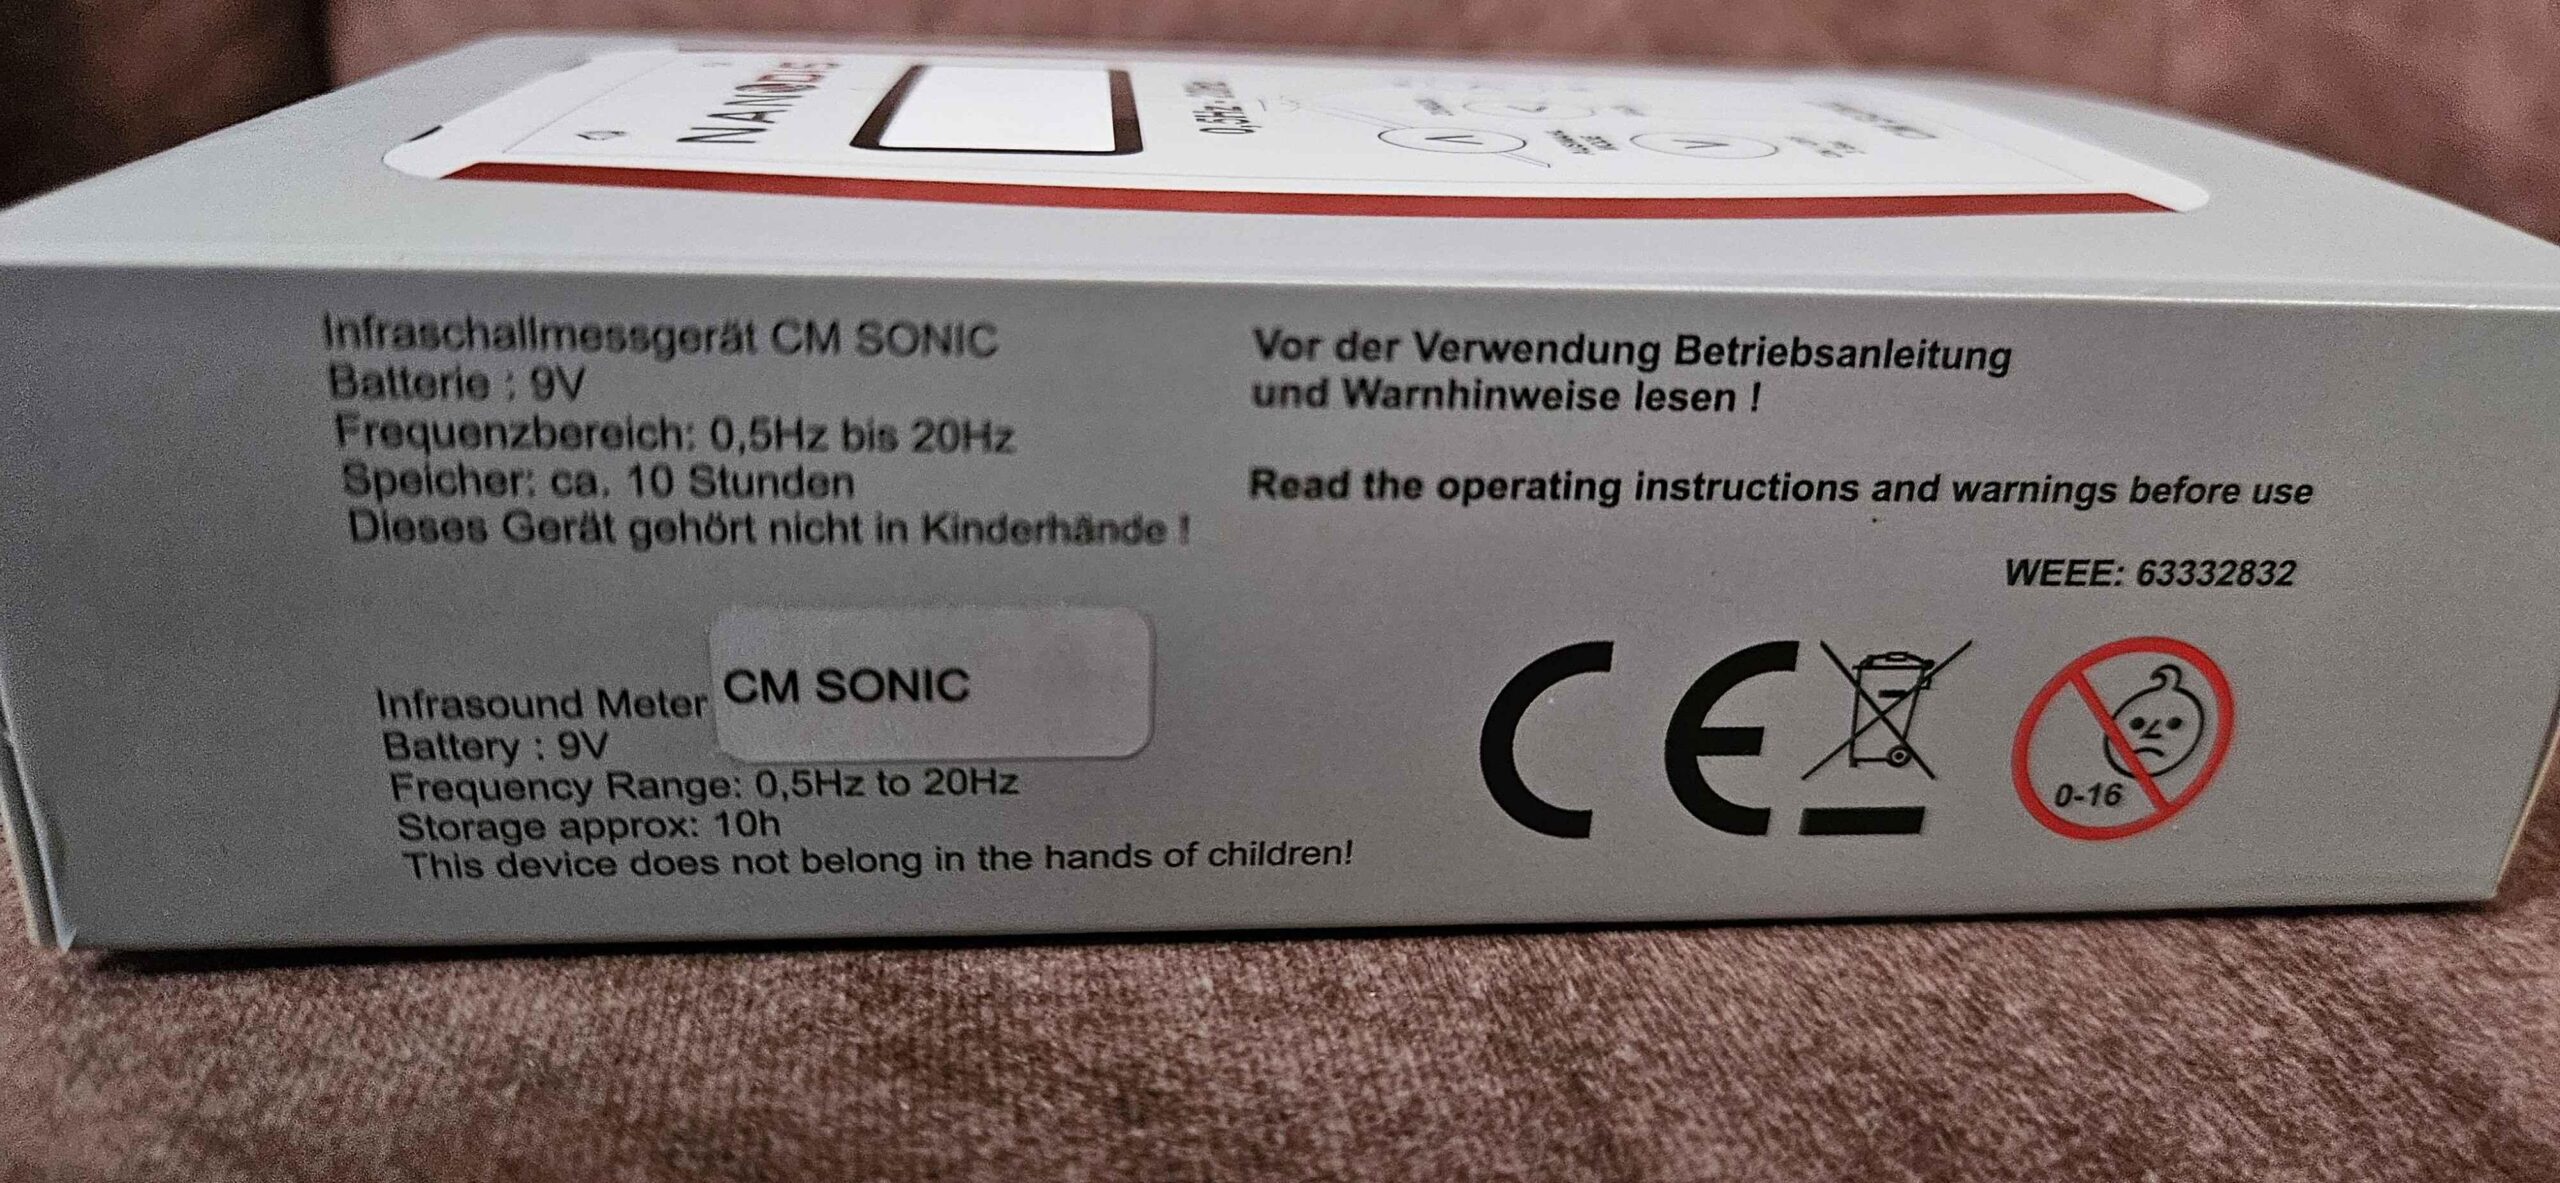 0,5Hz -
Infraschallmessgerät CM SONIC
Batterie : 9V
Frequenzbereich: 0,5Hz bis 20Hz
Speicher: ca. 10 Stunden
Dieses Gerät gehört nicht in Kinderhände !
Infrasound Meter CM SONIC
Battery : 9V
Frequency Range: 0,5Hz to 20Hz
Storage approx: 10h
This device does not belong in the hands of children!
Vor der Verwendung Betriebsanleitung
und Warnhinweise lesen !
Read the operating instructions and warnings before use
WEEE: 63332832
CE
0-16